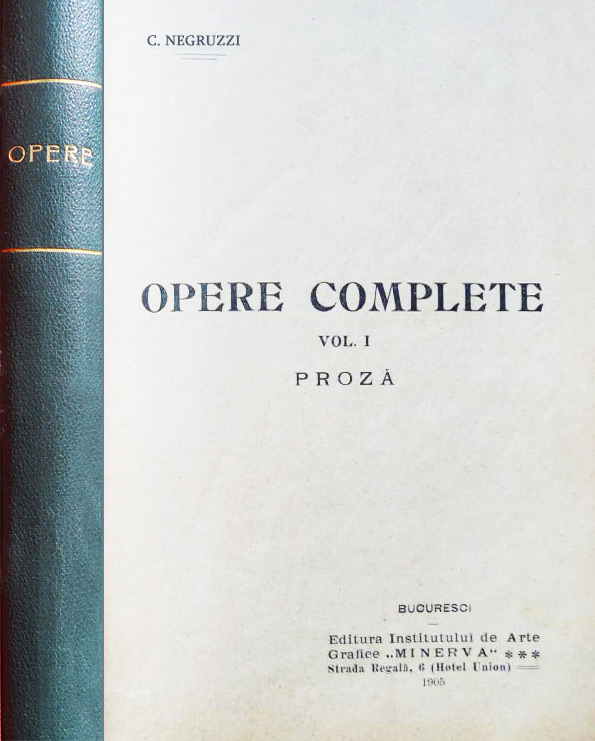 C. NEGRUZZI
OPERE
OPERE COMPLETE
VOL. I
PROZĂ
BUCURESCI
Editura Institutului de Arte
Grafice „MINERVA“ ***
Strada Regală, 6 (Hotel Union)
1905